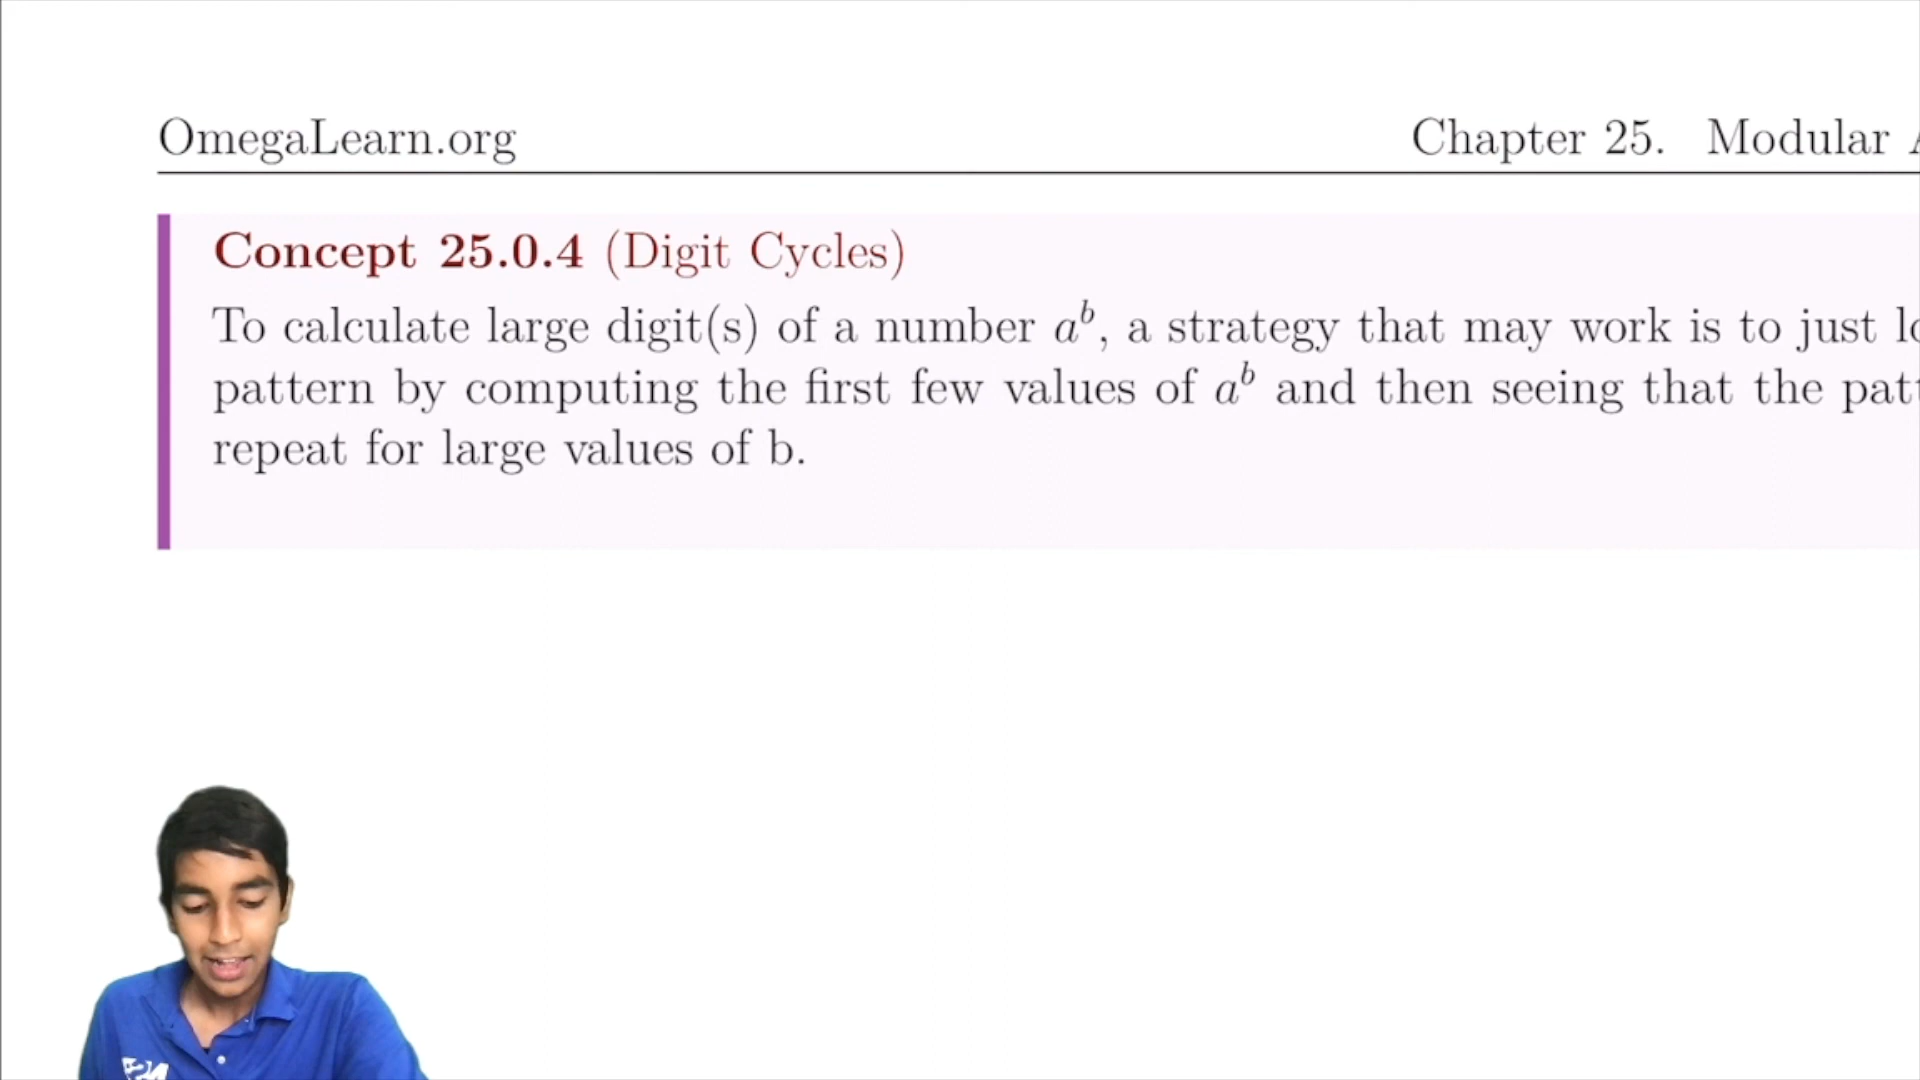 OmegaLearn.org
Chapter 25. Modular
Concept 25.0.4 (Digit Cycles)
To calculate large digit(s) of a number a^b, a strategy that may work is to just
pattern by computing the first few values of a^b and then seeing that the
repeat for large values of b.